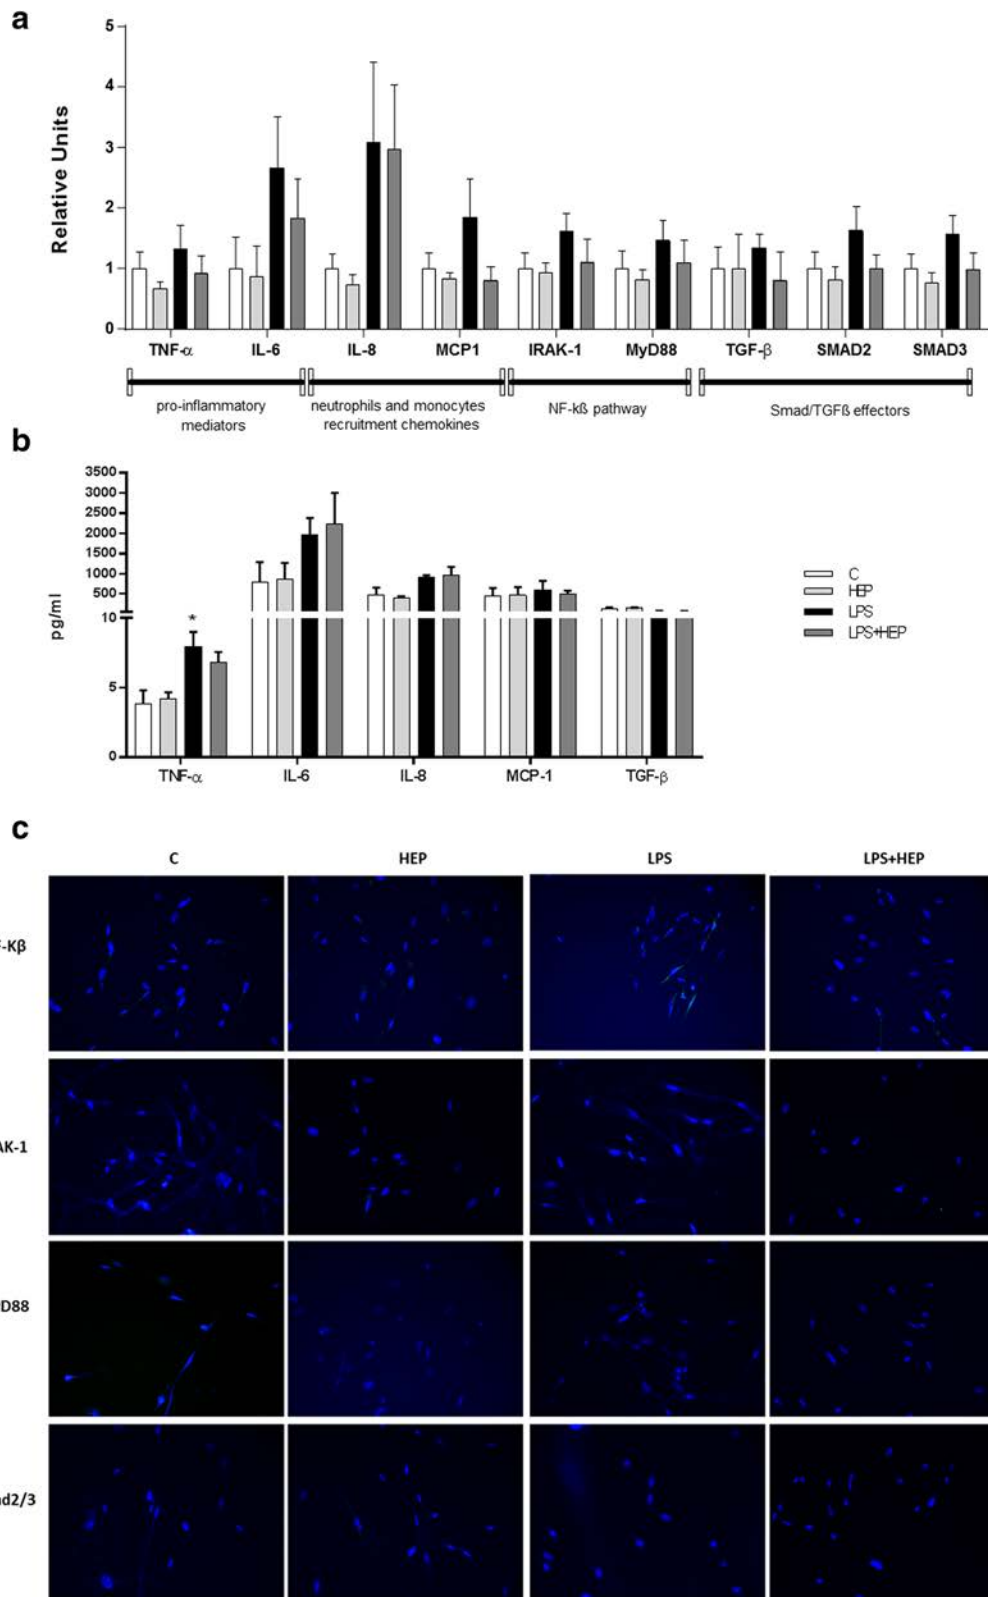 a
5
4
3
2
1
0
Relative Units
TNF-α IL-6 IL-8 MCP1 IRAK-1 MyD88 TGF-β SMAD2 SMAD3
pro-inflammatory
mediators
neutrophils and monocytes
recruitment chemokines
NF-kß pathway
Smad/TGFß effectors
b
3500
3000
2500
2000
1500
1000
500
10
5
0
pg/ml
*
TNF-α IL-6 IL-8 MCP-1 TGF-β
C
HEP
LPS
LPS+HEP
c
C HEP LPS LPS+HEP
F-Kβ
AK-1
D88
d2/3